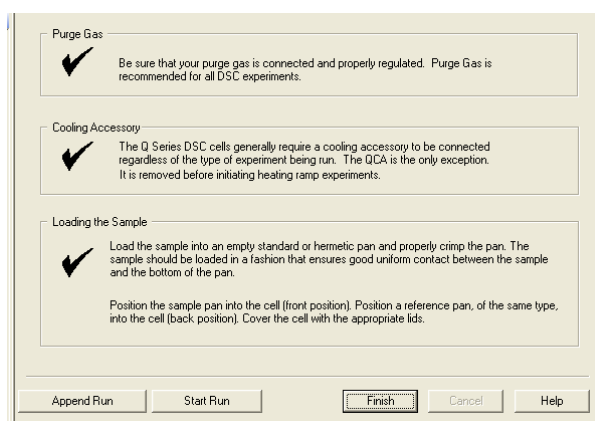 Purge Gas
Be sure that your purge gas is connected and properly regulated. Purge Gas is
recommended for all DSC experiments.
Cooling Accessory
The Q Series DSC cells generally require a cooling accessory to be connected
regardless of the type of experiment being run. The QCA is the only exception.
It is removed before initiating heating ramp experiments.
Loading the Sample
Load the sample into an empty standard or hermetic pan and properly crimp the pan. The
sample should be loaded in a fashion that ensures good uniform contact between the sample
and the bottom of the pan.
Position the sample pan into the cell (front position). Position a reference pan, of the same type,
into the cell (back position). Cover the cell with the appropriate lids.
Append Run
Start Run
Finish
Cancel
Help